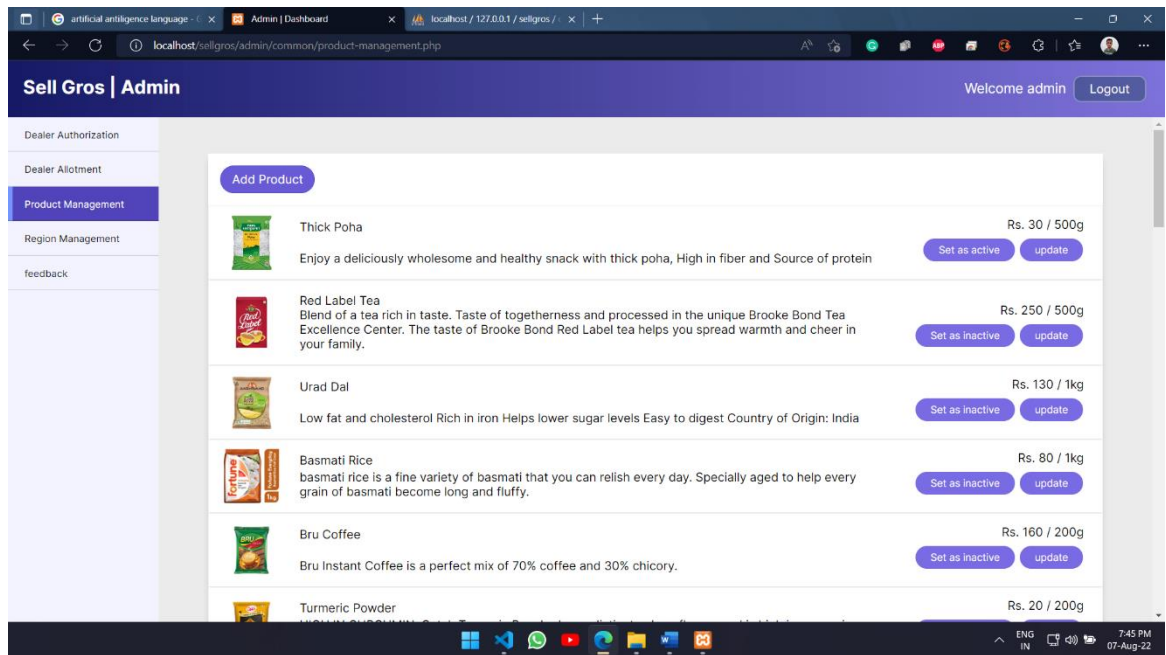 artificial antiligence language - G
Admin | Dashboard
localhost / 127.0.0.1 / sellgros /
localhost/sellgros/admin/common/product-management.php
Sell Gros | Admin
Welcome admin
Logout
Dealer Authorization
Dealer Allotment
Product Management
Region Management
feedback
Add Product
Thick Poha
Rs. 30 / 500g
Enjoy a deliciously wholesome and healthy snack with thick poha, High in fiber and Source of protein
Set as active
update
Red Label Tea
Blend of a tea rich in taste. Taste of togetherness and processed in the unique Brooke Bond Tea
Excellence Center. The taste of Brooke Bond Red Label tea helps you spread warmth and cheer in
your family.
Rs. 250 / 500g
Set as inactive
update
Red
Label
Urad Dal
Rs. 130 / 1kg
Low fat and cholesterol Rich in iron Helps lower sugar levels Easy to digest Country of Origin: India
Set as inactive
update
Basmati Rice
basmati rice is a fine variety of basmati that you can relish every day. Specially aged to help every
grain of basmati become long and fluffy.
Rs. 80 / 1kg
Set as inactive
update
Fortune
1kg
Bru Coffee
Rs. 160 / 200g
Bru Instant Coffee is a perfect mix of 70% coffee and 30% chicory.
Set as inactive
update
BRU
Turmeric Powder
Rs. 20 / 200g
ENG
IN
7:45 PM
07-Aug-22